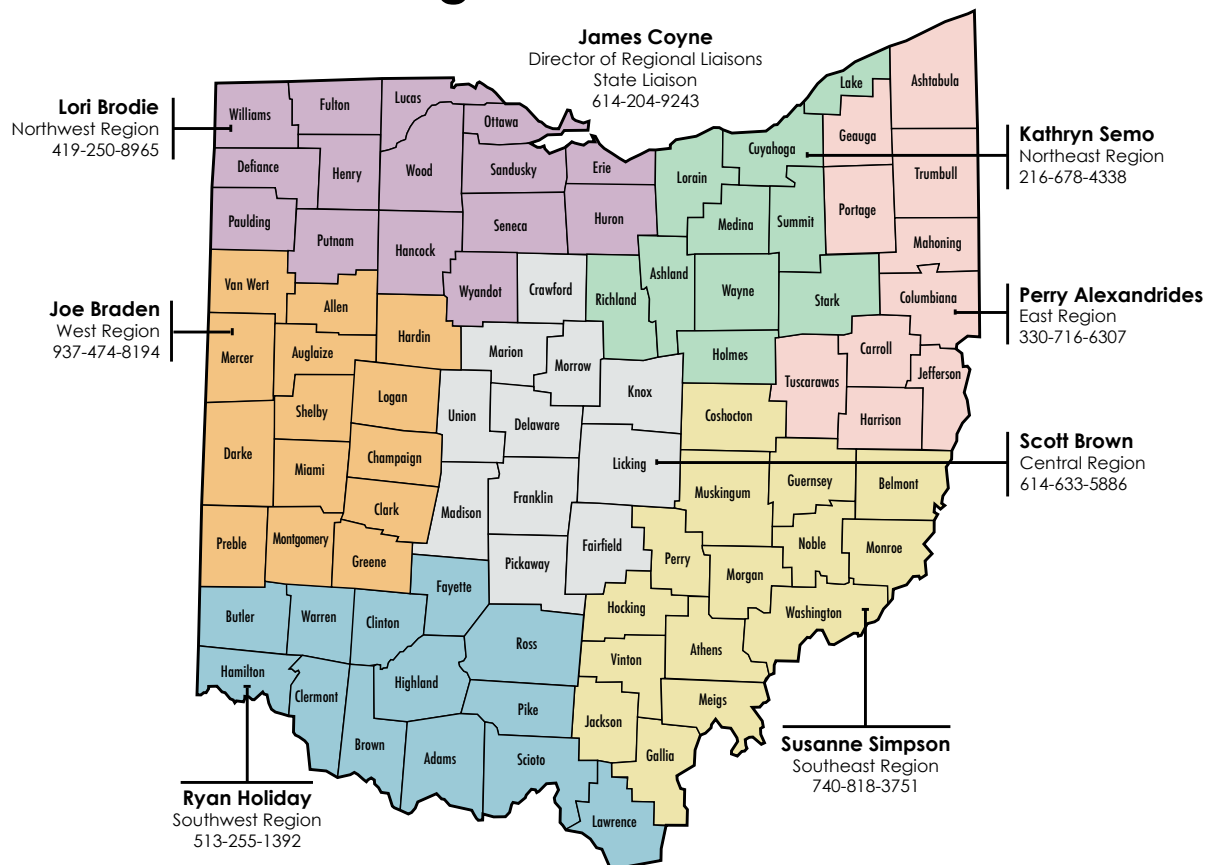 g
James Coyne
Director of Regional Liaisons
State Liaison
614-204-9243
Lori Brodie
Northwest Region
419-250-8965
Kathryn Semo
Northeast Region
216-678-4338
Joe Braden
West Region
937-474-8194
Perry Alexandrides
East Region
330-716-6307
Scott Brown
Central Region
614-633-5886
Susanne Simpson
Southeast Region
740-818-3751
Ryan Holiday
Southwest Region
513-255-1392
Williams
Fulton
Lucas
Ottawa
Defiance
Henry
Wood
Sandusky
Erie
Paulding
Putnam
Hancock
Seneca
Huron
Wyandot
Lorain
Cuyahoga
Lake
Geauga
Ashtabula
Trumbull
Medina
Summit
Portage
Mahoning
Ashland
Richland
Wayne
Stark
Columbiana
Holmes
Carroll
Tuscarawas
Jefferson
Harrison
Van Wert
Allen
Hardin
Mercer
Auglaize
Shelby
Logan
Darke
Miami
Champaign
Clark
Preble
Montgomery
Greene
Crawford
Marion
Morrow
Knox
Union
Delaware
Licking
Madison
Franklin
Fairfield
Pickaway
Coshocton
Muskingum
Guernsey
Belmont
Perry
Morgan
Noble
Monroe
Hocking
Washington
Vinton
Athens
Meigs
Jackson
Gallia
Fayette
Butler
Warren
Clinton
Ross
Hamilton
Clermont
Highland
Pike
Brown
Adams
Scioto
Lawrence